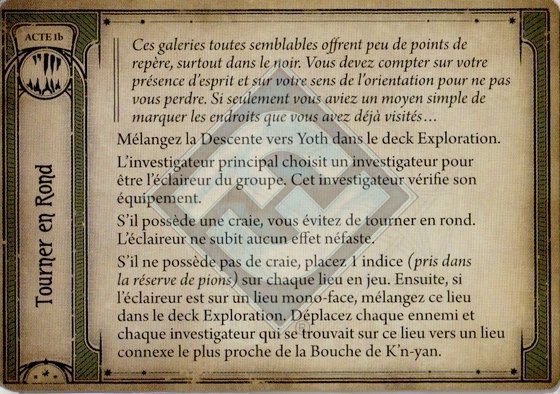 ACTE 1b
Tourner en Rond
Ces galeries toutes semblables offrent peu de points de
repère, surtout dans le noir. Vous devez compter sur votre
présence d'esprit et sur votre sens de l'orientation pour ne pas
vous perdre. Si seulement vous aviez un moyen simple de
marquer les endroits que vous avez déjà visités…
Mélangez la Descente vers Yoth dans le deck Exploration.
L'investigateur principal choisit un investigateur pour
être l'éclaireur du groupe. Cet investigateur vérifie son
équipement.
S'il possède une craie, vous évitez de tourner en rond.
L'éclaireur ne subit aucun effet néfaste.
S'il ne possède pas de craie, placez 1 indice (pris dans
la réserve de pions) sur chaque lieu en jeu. Ensuite, si
l'éclaireur est sur un lieu mono-face, mélangez ce lieu
dans le deck Exploration. Déplacez chaque ennemi et
chaque investigateur qui se trouvait sur ce lieu vers un lieu
connexe le plus proche de la Bouche de K'n-yan.